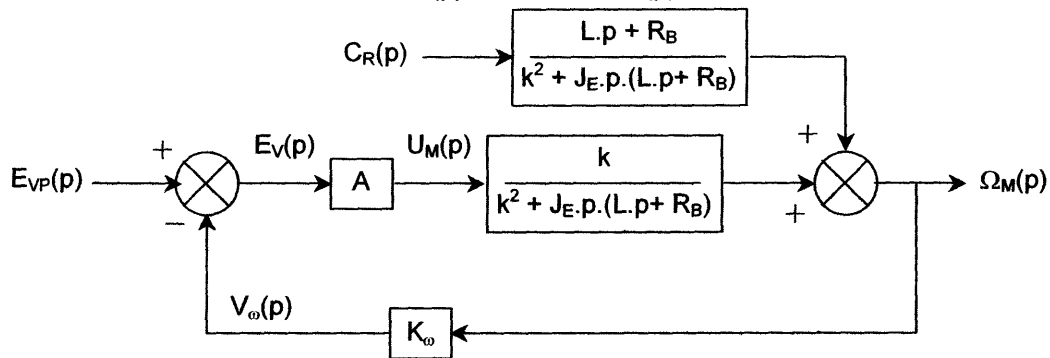 L.p + R_B
C_R(p)
k² + J_E.p.(L.p+ R_B)
+
+
E_V(p)
U_M(p)
k
E_VP(p)
A
k² + J_E.p.(L.p+ R_B)
Ω_M(p)
−
+
V_ω(p)
K_ω